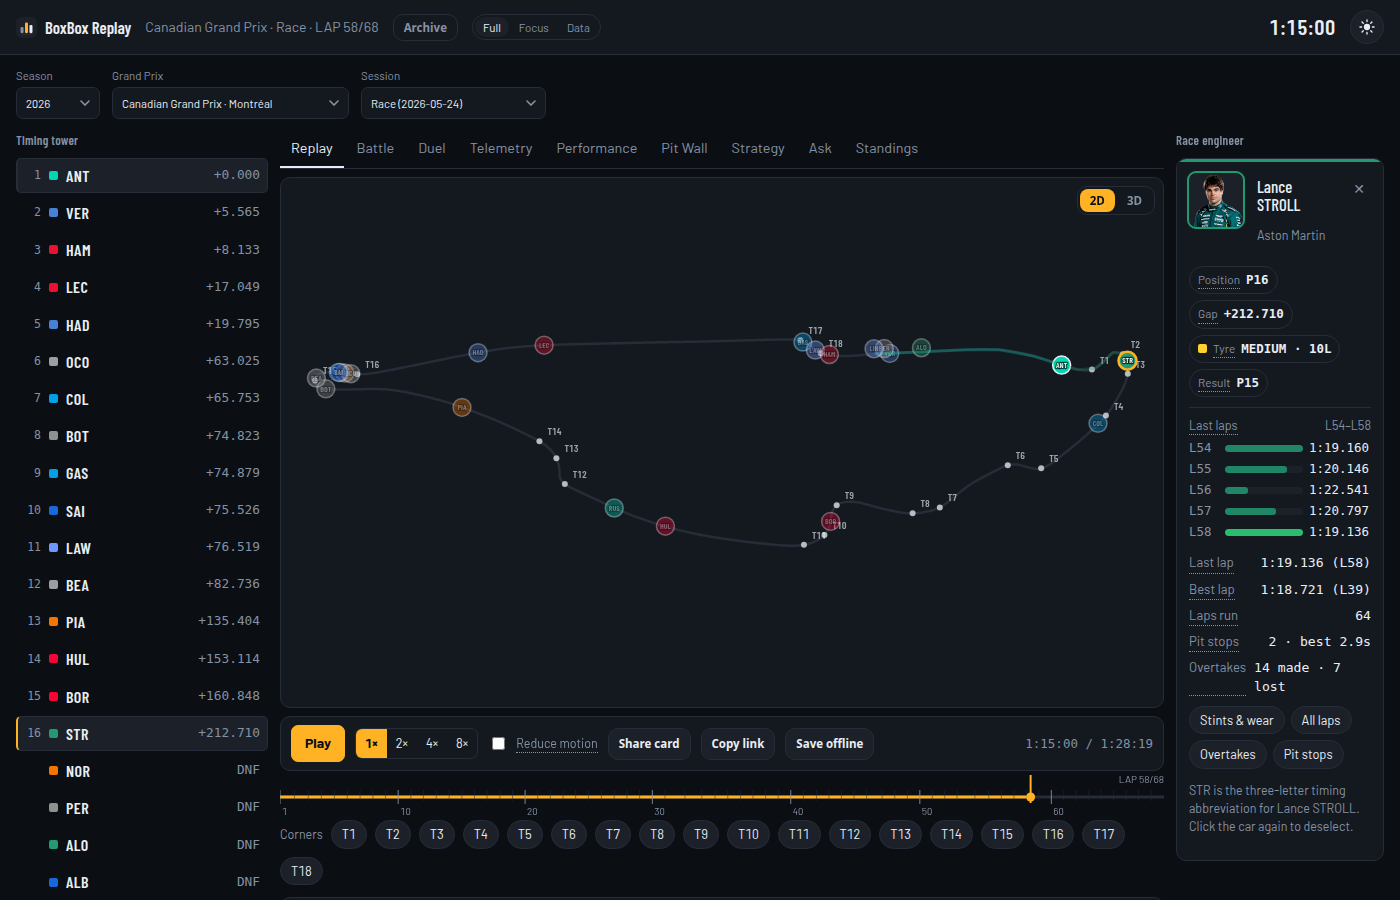 BoxBox Replay
Canadian Grand Prix · Race · LAP 58/68
Archive
Full Focus Data
1:15:00
Season
2026
Grand Prix
Canadian Grand Prix · Montréal
Session
Race (2026-05-24)
Timing tower
1 ANT +0.000
2 VER +5.565
3 HAM +8.133
4 LEC +17.049
5 HAD +19.795
6 OCO +63.025
7 COL +65.753
8 BOT +74.823
9 GAS +74.879
10 SAI +75.526
11 LAW +76.519
12 BEA +82.736
13 PIA +135.404
14 HUL +153.114
15 BOR +160.848
16 STR +212.710
NOR DNF
PER DNF
ALO DNF
ALB DNF
Replay Battle Duel Telemetry Performance Pit Wall Strategy Ask Standings
2D 3D
T17
T18
T2
T1
T3
T16
T4
T14
T13
T12
T6
T5
T9
T8
T7
T10
HAD
LEC
HAM
ALO
ANT
STR
COL
BOT
PIA
RUS
HUL
BOR
Play
1× 2× 4× 8×
Reduce motion
Share card
Copy link
Save offline
1:15:00 / 1:28:19
LAP 58/68
1 10 20 30 40 50 60
Corners T1 T2 T3 T4 T5 T6 T7 T8 T9 T10 T11 T12 T13 T14 T15 T16 T17
T18
Race engineer
Lance
STROLL
×
Aston Martin
Position P16
Gap +212.710
Tyre MEDIUM · 10L
Result P15
Last laps L54–L58
L54 1:19.160
L55 1:20.146
L56 1:22.541
L57 1:20.797
L58 1:19.136
Last lap 1:19.136 (L58)
Best lap 1:18.721 (L39)
Laps run 64
Pit stops 2 · best 2.9s
Overtakes 14 made · 7
lost
Stints & wear
All laps
Overtakes
Pit stops
STR is the three-letter timing
abbreviation for Lance STROLL.
Click the car again to deselect.